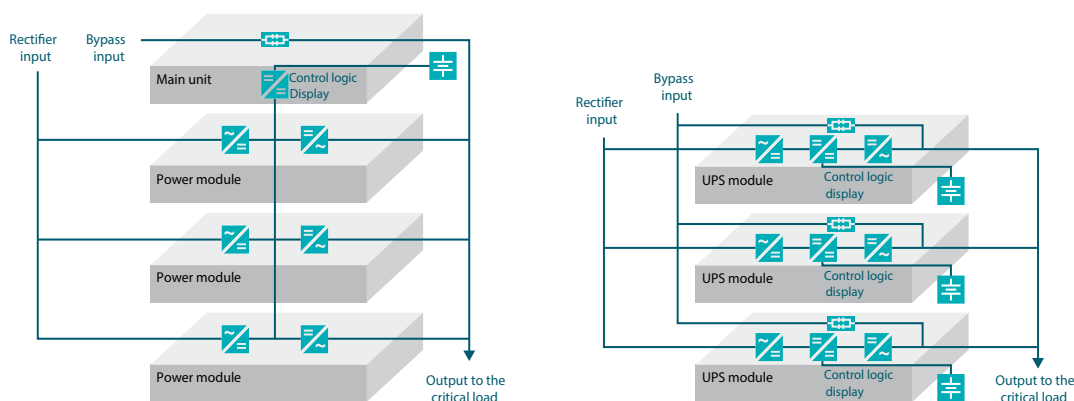 Rectifier
input
Bypass
input
Main unit
Control logic
Display
Power module
Power module
Power module
Output to the
critical load
Rectifier
input
Bypass
input
UPS module
Control logic
display
UPS module
Control logic
display
UPS module
Control logic
display
Output to the
critical load